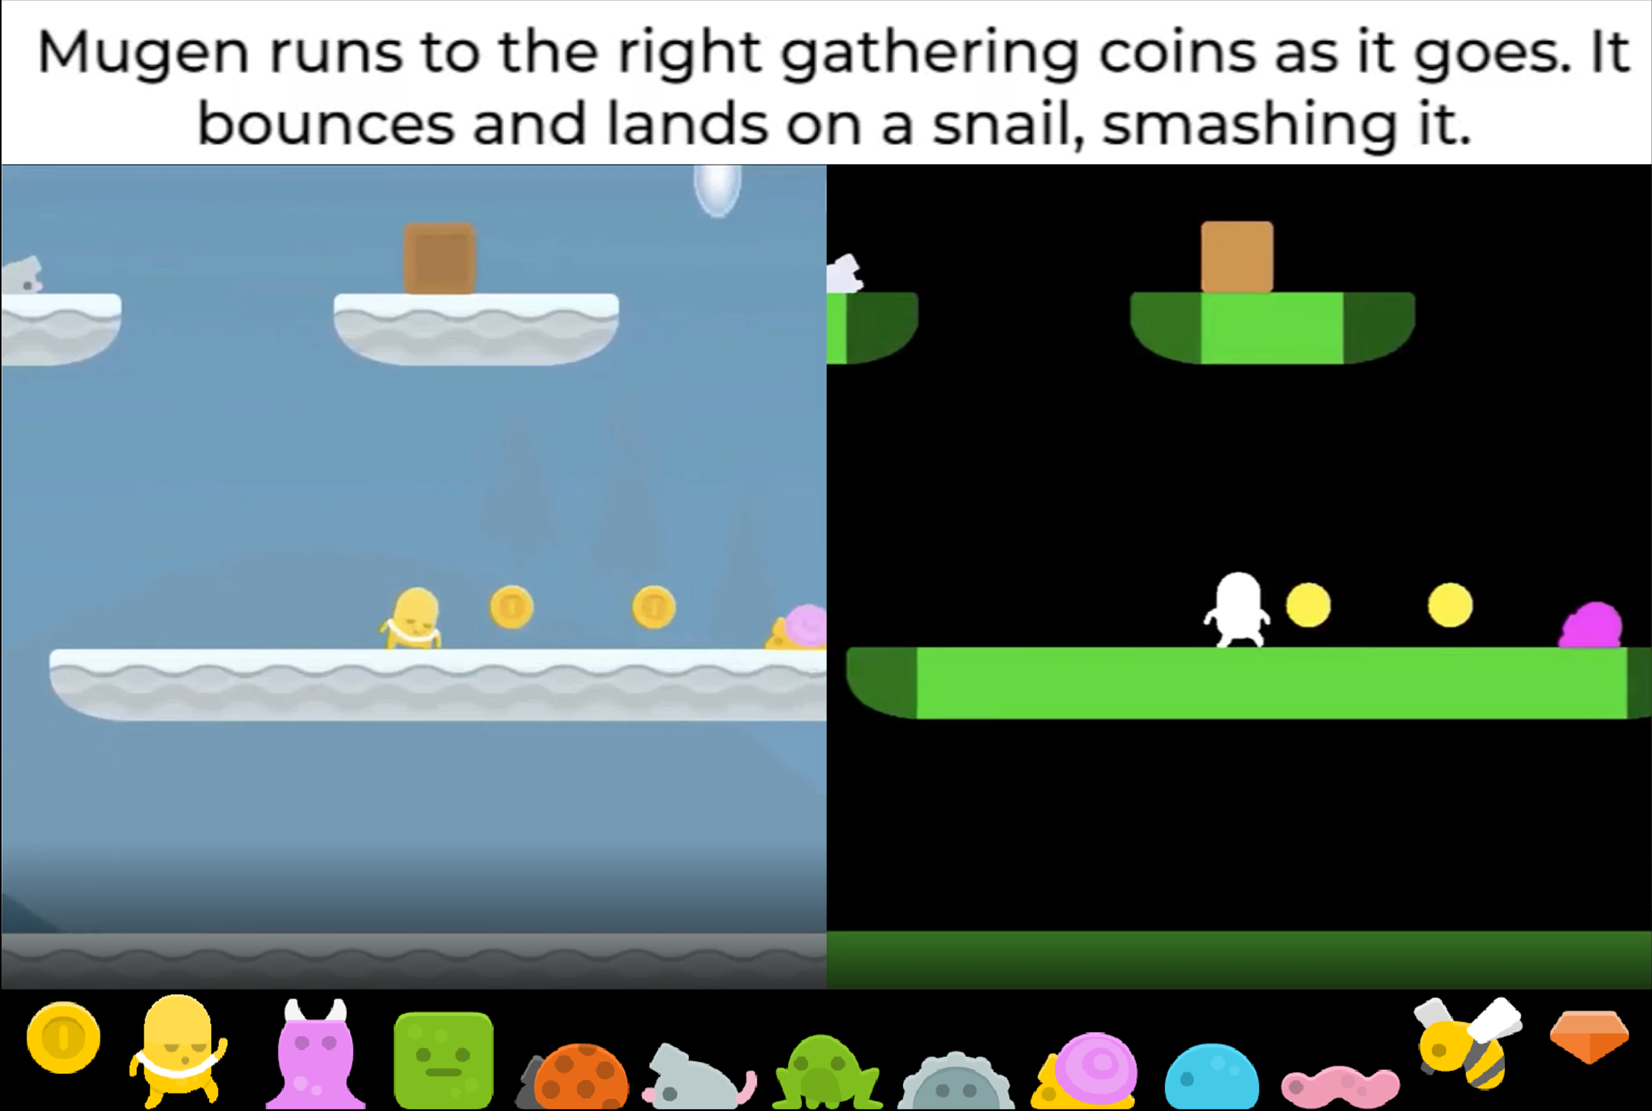 Mugen runs to the right gathering coins as it goes. It
bounces and lands on a snail, smashing it.